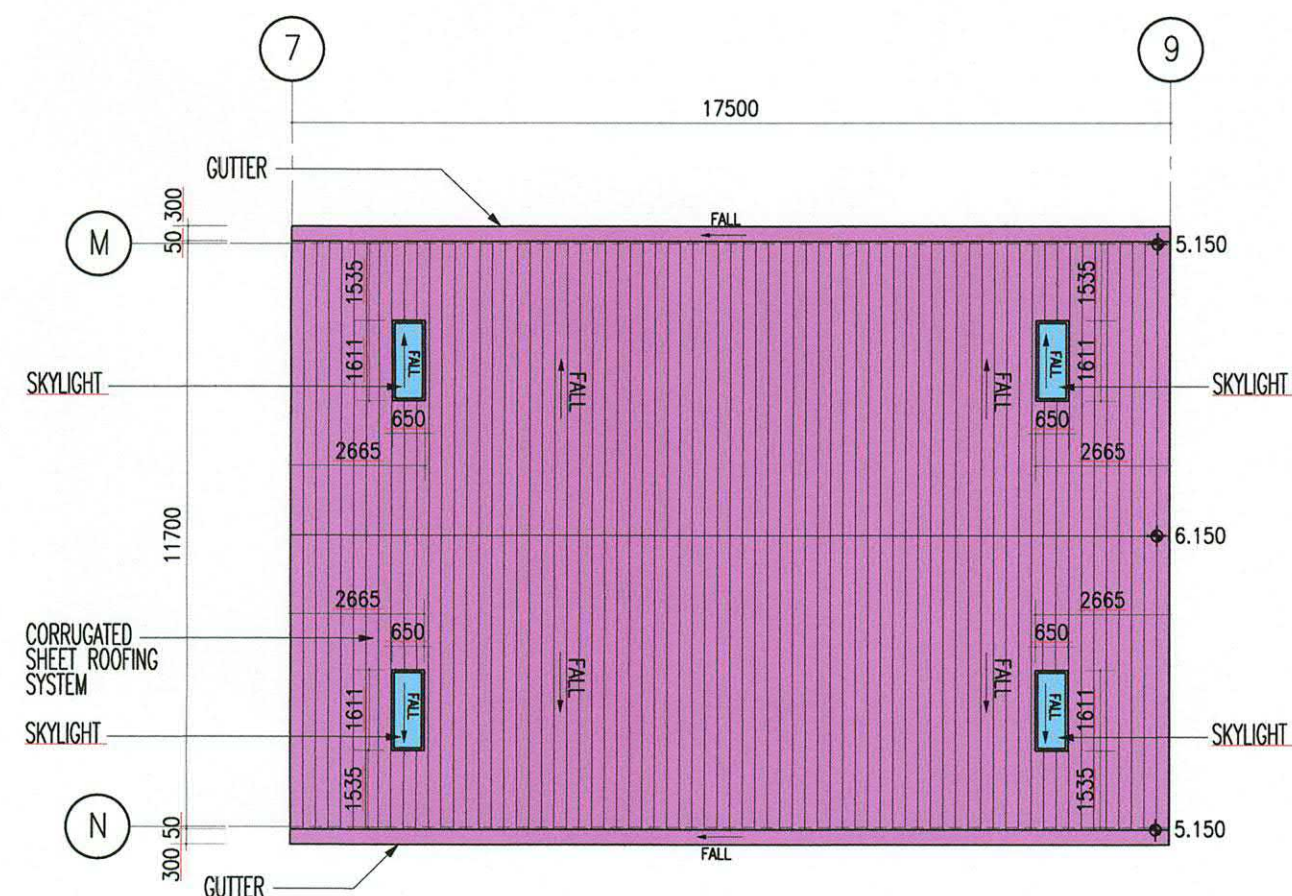 7
9
17500
GUTTER
FALL
300
M
50
5.150
1535
1535
FALL
1611
FALL
FALL
FALL
1611
SKYLIGHT
SKYLIGHT
650
650
2665
2665
11700
6.150
2665
2665
CORRUGATED
SHEET ROOFING
SYSTEM
650
650
FALL
FALL
1611
FALL
FALL
1611
SKYLIGHT
SKYLIGHT
1535
1535
N
50
5.150
FALL
300
GUTTER